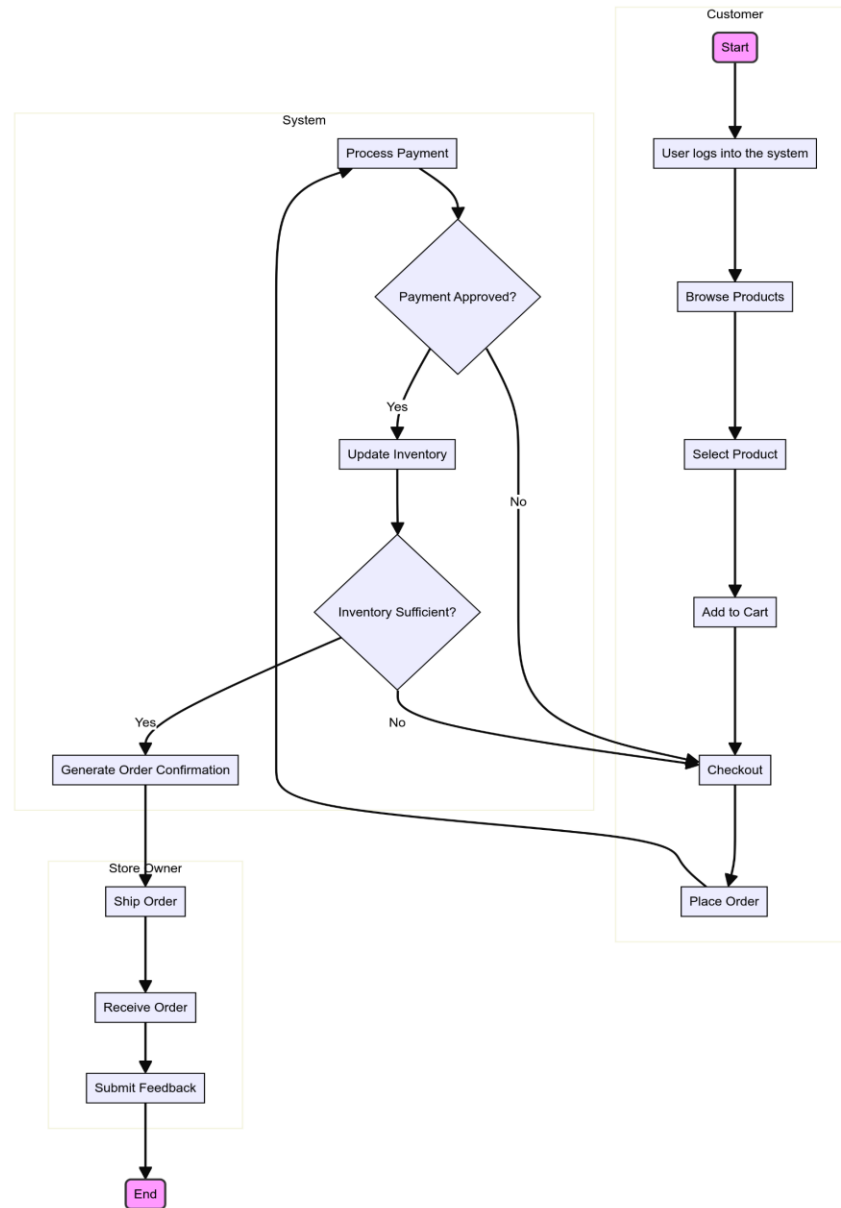 Customer
Start
User logs into the system
Browse Products
Select Product
Add to Cart
Checkout
Place Order
System
Process Payment
Payment Approved?
Yes
No
Update Inventory
Inventory Sufficient?
Yes
No
Generate Order Confirmation
Store Owner
Ship Order
Receive Order
Submit Feedback
End